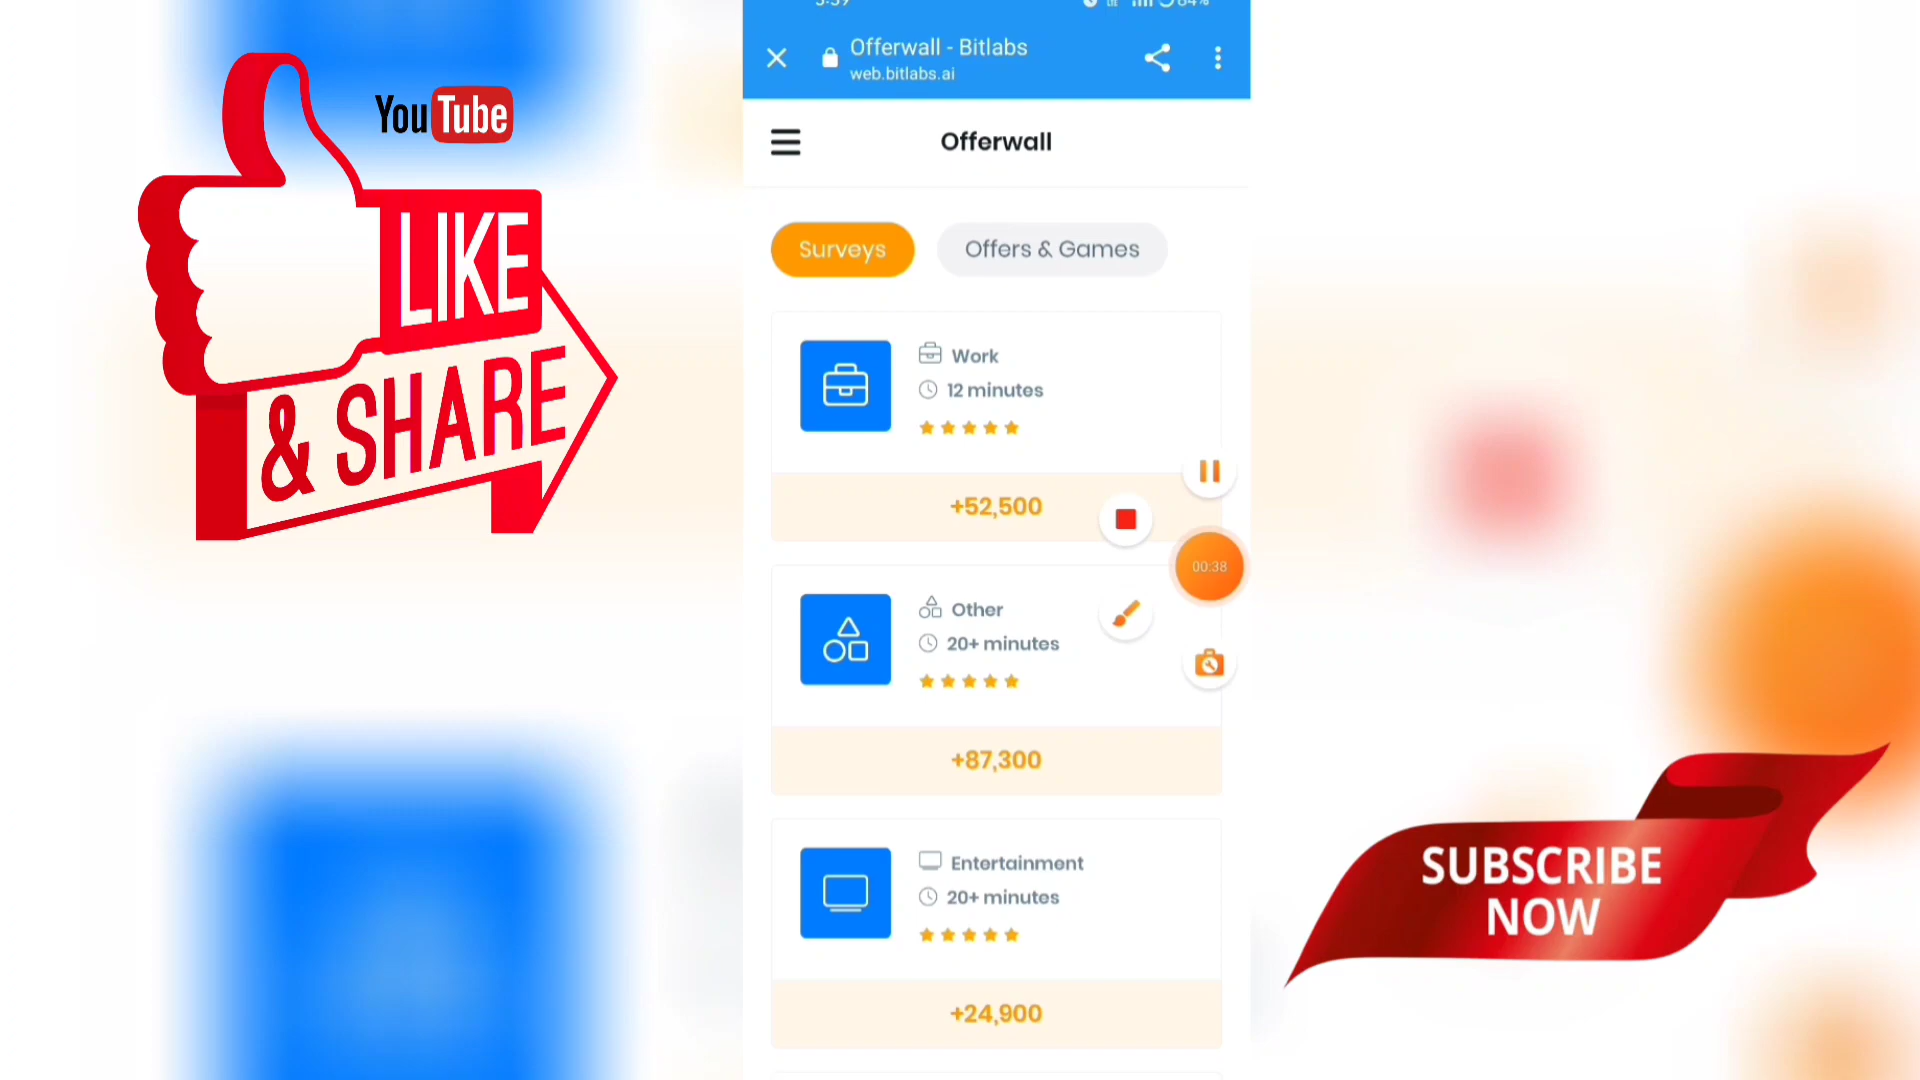 YouTube
LIKE
& SHARE
Offerwall - Bitlabs
web.bitlabs.ai
Offerwall
Surveys
Offers & Games
Work
12 minutes
+52,500
00:38
Other
20+ minutes
+87,300
Entertainment
20+ minutes
+24,900
SUBSCRIBE
NOW